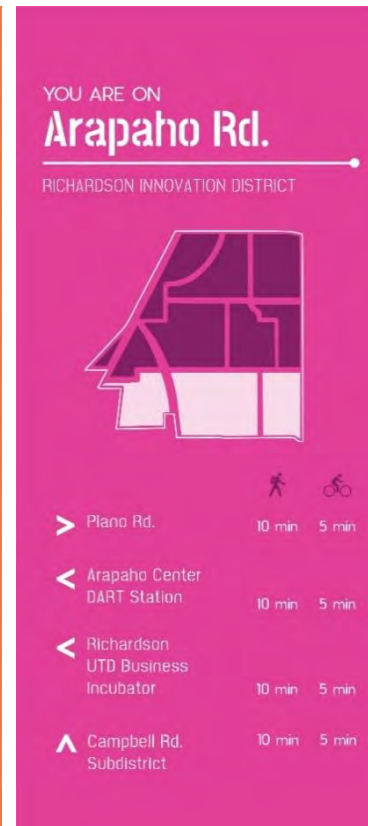 YOU ARE ON
Arapaho Rd.
RICHARDSON INNOVATION DISTRICT
> Plano Rd. 10 min 5 min
< Arapaho Center
DART Station 10 min 5 min
< Richardson
UTD Business
Incubator 10 min 5 min
^ Campbell Rd. 10 min 5 min
Subdistrict